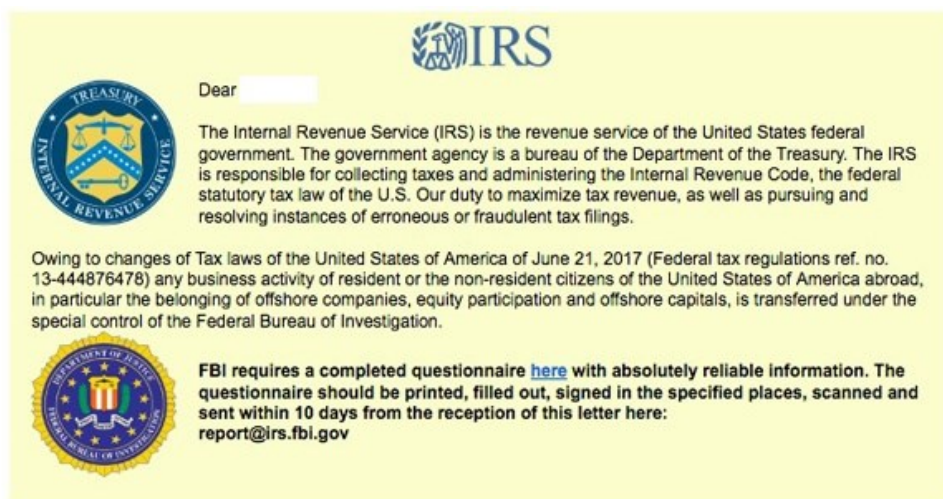 IRS
TREASURY
INTERNAL REVENUE SERVICE
Dear
The Internal Revenue Service (IRS) is the revenue service of the United States federal
government. The government agency is a bureau of the Department of the Treasury. The IRS
is responsible for collecting taxes and administering the Internal Revenue Code, the federal
statutory tax law of the U.S. Our duty to maximize tax revenue, as well as pursuing and
resolving instances of erroneous or fraudulent tax filings.
Owing to changes of Tax laws of the United States of America of June 21, 2017 (Federal tax regulations ref. no.
13-444876478) any business activity of resident or the non-resident citizens of the United States of America abroad,
in particular the belonging of offshore companies, equity participation and offshore capitals, is transferred under the
special control of the Federal Bureau of Investigation.
DEPARTMENT OF JUSTICE
FEDERAL BUREAU OF INVESTIGATION
FBI requires a completed questionnaire here with absolutely reliable information. The
questionnaire should be printed, filled out, signed in the specified places, scanned and
sent within 10 days from the reception of this letter here:
report@irs.fbi.gov